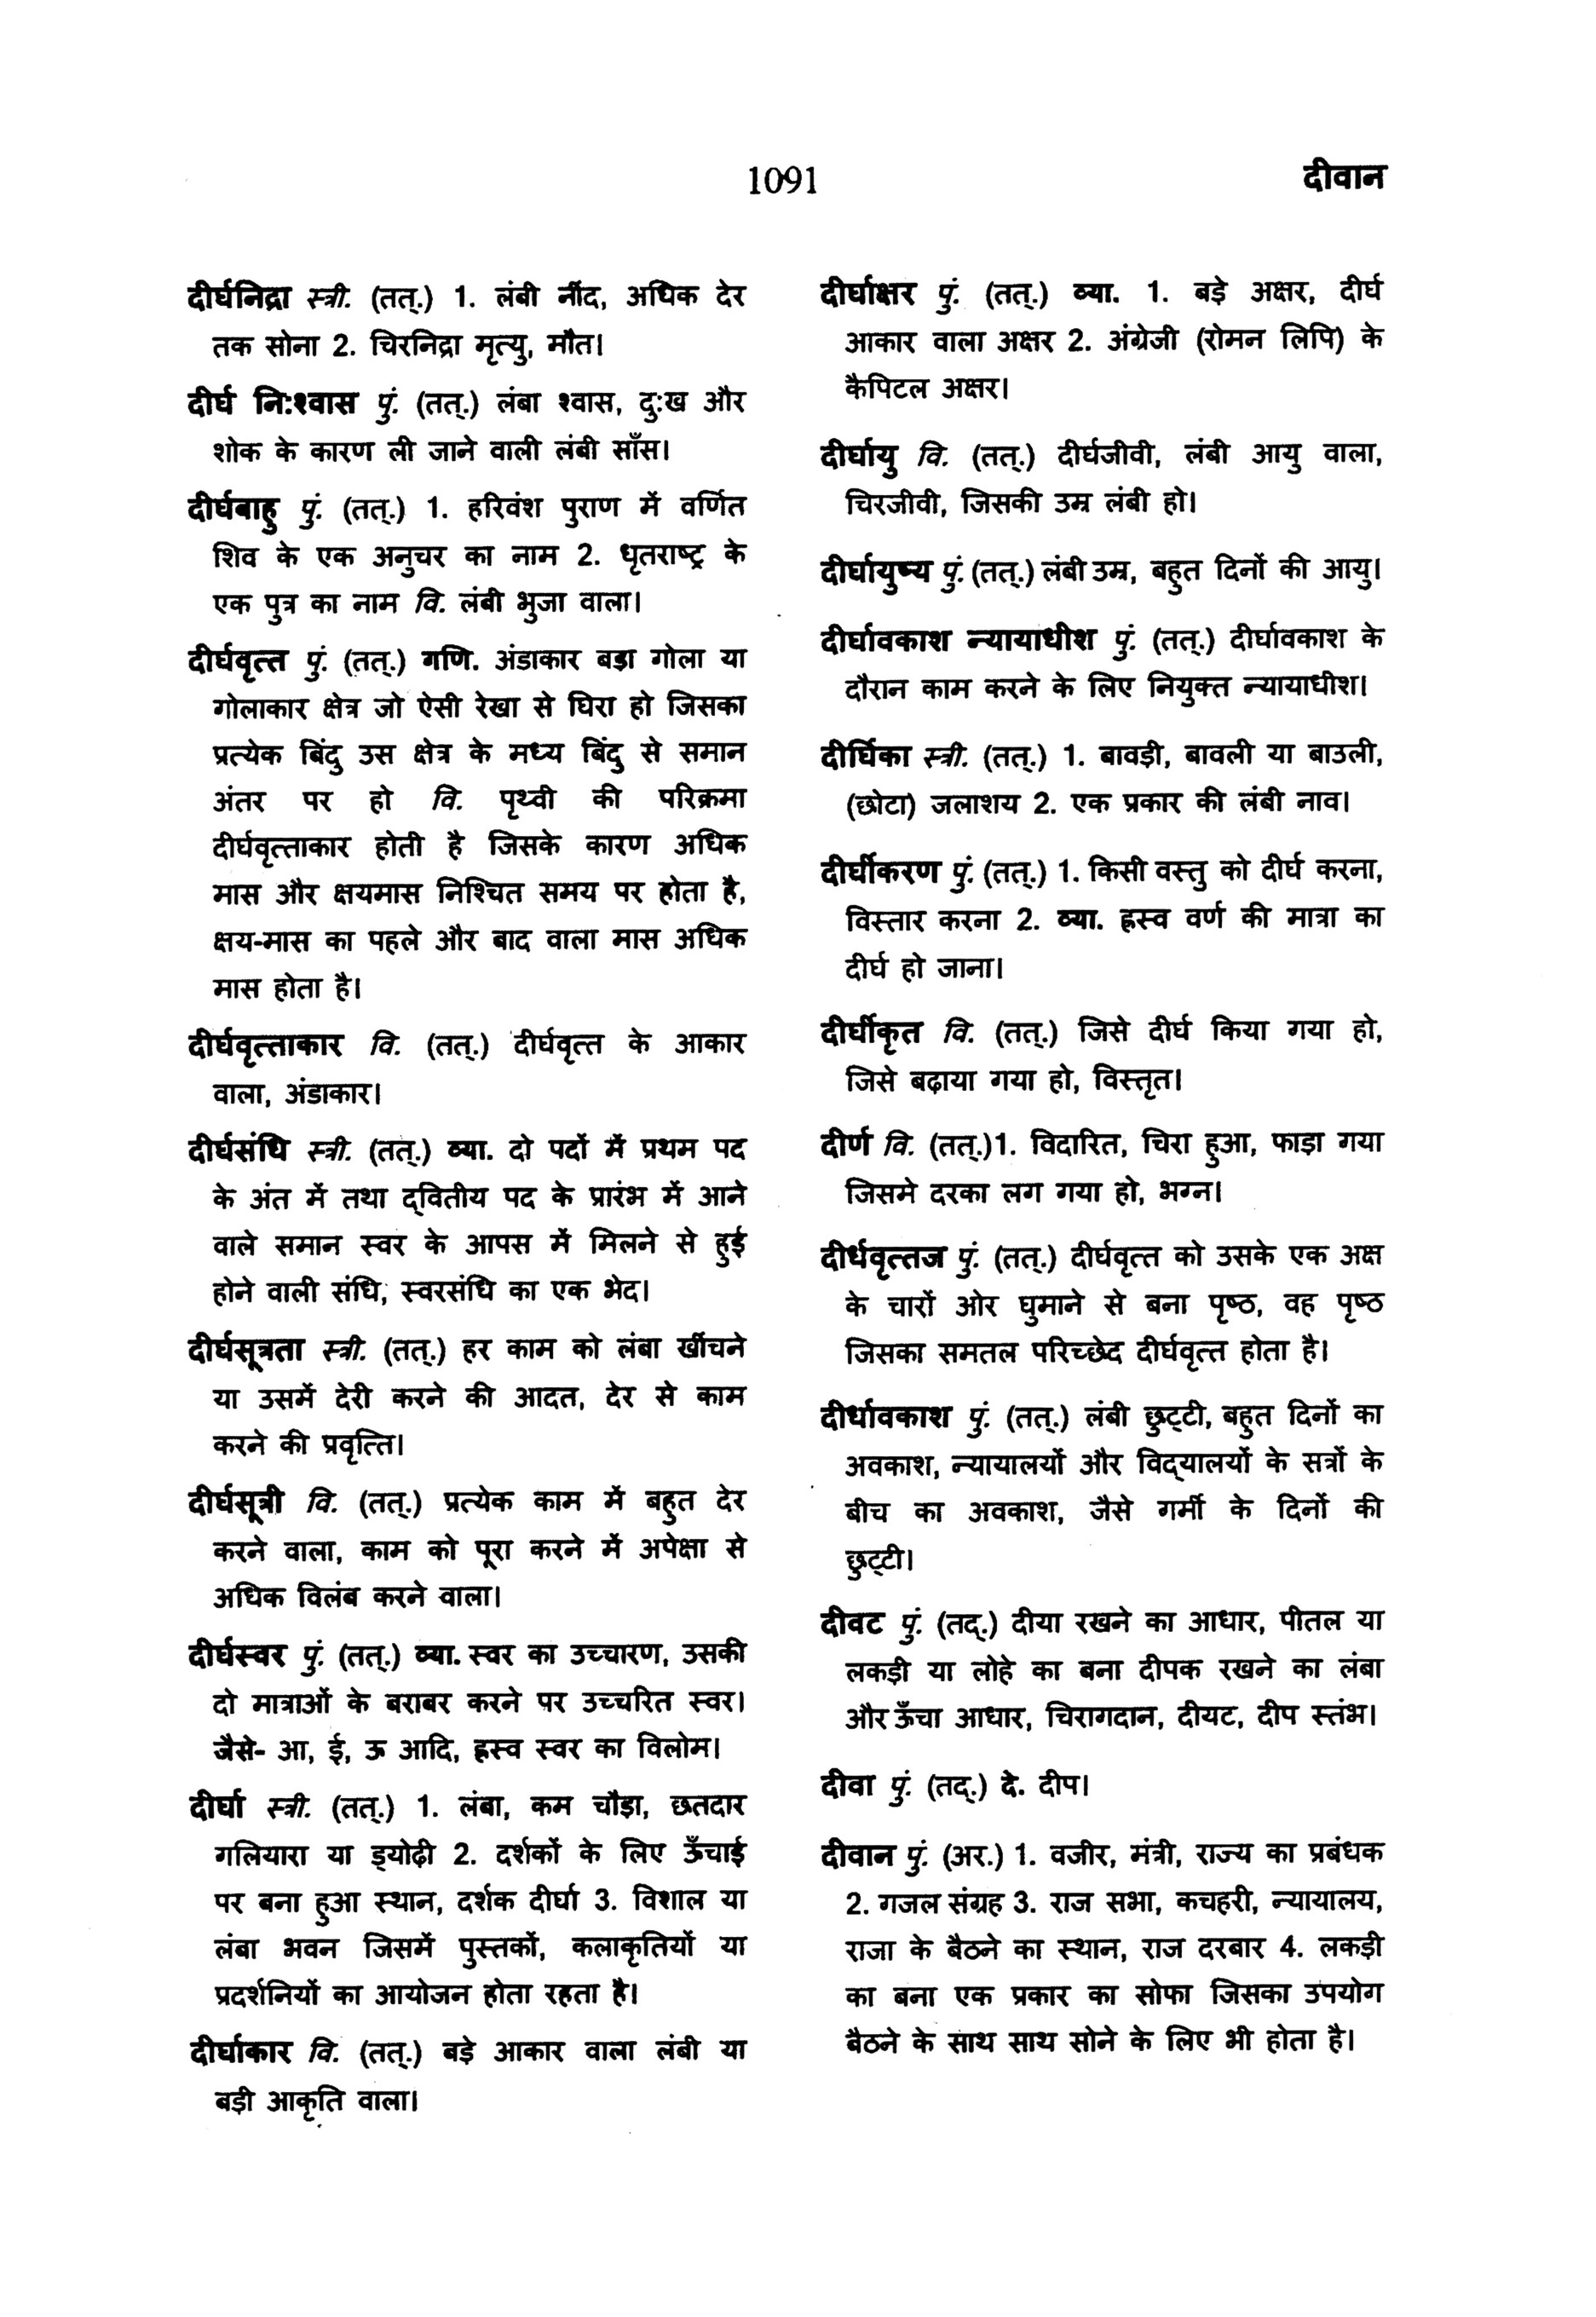 1091
दीवान
दीर्घनिद्रा स्त्री. (तत्.) 1. लंबी नींद, अधिक देर
तक सोना 2. चिरनिद्रा मृत्यु, मौत।
दीर्घ नि:श्वास पुं. (तत्.) लंबा श्वास, दु:ख और
शोक के कारण ली जाने वाली लंबी साँस।
दीर्घबाहु पुं. (तत्.) 1. हरिवंश पुराण में वर्णित
शिव के एक अनुचर का नाम 2. धृतराष्ट्र के
एक पुत्र का नाम वि. लंबी भुजा वाला।
दीर्घवृत्त पुं. (तत्.) गणि. अंडाकार बड़ा गोला या
गोलाकार क्षेत्र जो ऐसी रेखा से घिरा हो जिसका
प्रत्येक बिंदु उस क्षेत्र के मध्य बिंदु से समान
अंतर पर हो वि. पृथ्वी की परिक्रमा
दीर्घवृत्ताकार होती है जिसके कारण अधिक
मास और क्षयमास निश्चित समय पर होता है,
क्षय-मास का पहले और बाद वाला मास अधिक
मास होता है।
दीर्घवृत्ताकार वि. (तत्.) दीर्घवृत्त के आकार
वाला, अंडाकार।
दीर्घसंधि स्त्री. (तत्.) व्या. दो पदों में प्रथम पद
के अंत में तथा द्‌वितीय पद के प्रारंभ में आने
वाले समान स्वर के आपस में मिलने से हुई
होने वाली संधि, स्वरसंधि का एक भेद।
दीर्घसूत्रता स्त्री. (तत्.) हर काम को लंबा खींचने
या उसमें देरी करने की आदत, देर से काम
करने की प्रवृत्ति।
दीर्घसूत्री वि. (तत्.) प्रत्येक काम में बहुत देर
करने वाला, काम को पूरा करने में अपेक्षा से
अधिक विलंब करने वाला।
दीर्घस्वर पुं. (तत्.) व्या. स्वर का उच्चारण, उसकी
दो मात्राओं के बराबर करने पर उच्चरित स्वर।
जैसे- आ, ई, ऊ आदि, ह्रस्व स्वर का विलोम।
दीर्घा स्त्री. (तत्.) 1. लंबा, कम चौड़ा, छतदार
गलियारा या ड्योढ़ी 2. दर्शकों के लिए ऊँचाई
पर बना हुआ स्थान, दर्शक दीर्घा 3. विशाल या
लंबा भवन जिसमें पुस्तकों, कलाकृतियों या
प्रदर्शनियों का आयोजन होता रहता है।
दीर्घाकार वि. (तत्.) बड़े आकार वाला लंबी या
बड़ी आकृति वाला।
दीर्घाक्षर पुं. (तत्.) व्या. 1. बड़े अक्षर, दीर्घ
आकार वाला अक्षर 2. अंग्रेजी (रोमन लिपि) के
कैपिटल अक्षर।
दीर्घायु वि. (तत्.) दीर्घजीवी, लंबी आयु वाला,
चिरजीवी, जिसकी उम्र लंबी हो।
दीर्घायुष्य पुं. (तत्.) लंबी उम्र, बहुत दिनों की आयु।
दीर्घावकाश न्यायाधीश पुं. (तत्.) दीर्घावकाश के
दौरान काम करने के लिए नियुक्त न्यायाधीश।
दीर्घिका स्त्री. (तत्.) 1. बावड़ी, बावली या बाउली,
(छोटा) जलाशय 2. एक प्रकार की लंबी नाव।
दीर्घीकरण पुं. (तत्.) 1. किसी वस्तु को दीर्घ करना,
विस्तार करना 2. व्या. ह्रस्व वर्ण की मात्रा का
दीर्घ हो जाना।
दीर्घीकृत वि. (तत्.) जिसे दीर्घ किया गया हो,
जिसे बढ़ाया गया हो, विस्तृत।
दीर्ण वि. (तत्.)1. विदारित, चिरा हुआ, फाड़ा गया
जिसमे दरका लग गया हो, भग्न।
दीर्धवृत्तज पुं. (तत्.) दीर्घवृत्त को उसके एक अक्ष
के चारों ओर घुमाने से बना पृष्ठ, वह पृष्ठ
जिसका समतल परिच्छेद दीर्घवृत्त होता है।
दीर्धावकाश पुं. (तत्.) लंबी छुट्‌टी, बहुत दिनों का
अवकाश, न्यायालयों और विद्‌यालयों के सत्रों के
बीच का अवकाश, जैसे गर्मी के दिनों की
छुट्‌टी।
दीवट पुं. (तद्.) दीया रखने का आधार, पीतल या
लकड़ी या लोहे का बना दीपक रखने का लंबा
और ऊँचा आधार, चिरागदान, दीयट, दीप स्तंभ।
दीवा पुं. (तद्.) दे. दीप।
दीवान पुं. (अर.) 1. वजीर, मंत्री, राज्य का प्रबंधक
2. गजल संग्रह 3. राज सभा, कचहरी, न्यायालय,
राजा के बैठने का स्थान, राज दरबार 4. लकड़ी
का बना एक प्रकार का सोफा जिसका उपयोग
बैठने के साथ साथ सोने के लिए भी होता है।